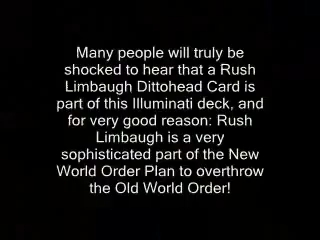 Many people will truly be
shocked to hear that a Rush
Limbaugh Dittohead Card is
part of this Illuminati deck, and
for very good reason: Rush
Limbaugh is a very
sophisticated part of the New
World Order Plan to overthrow
the Old World Order!